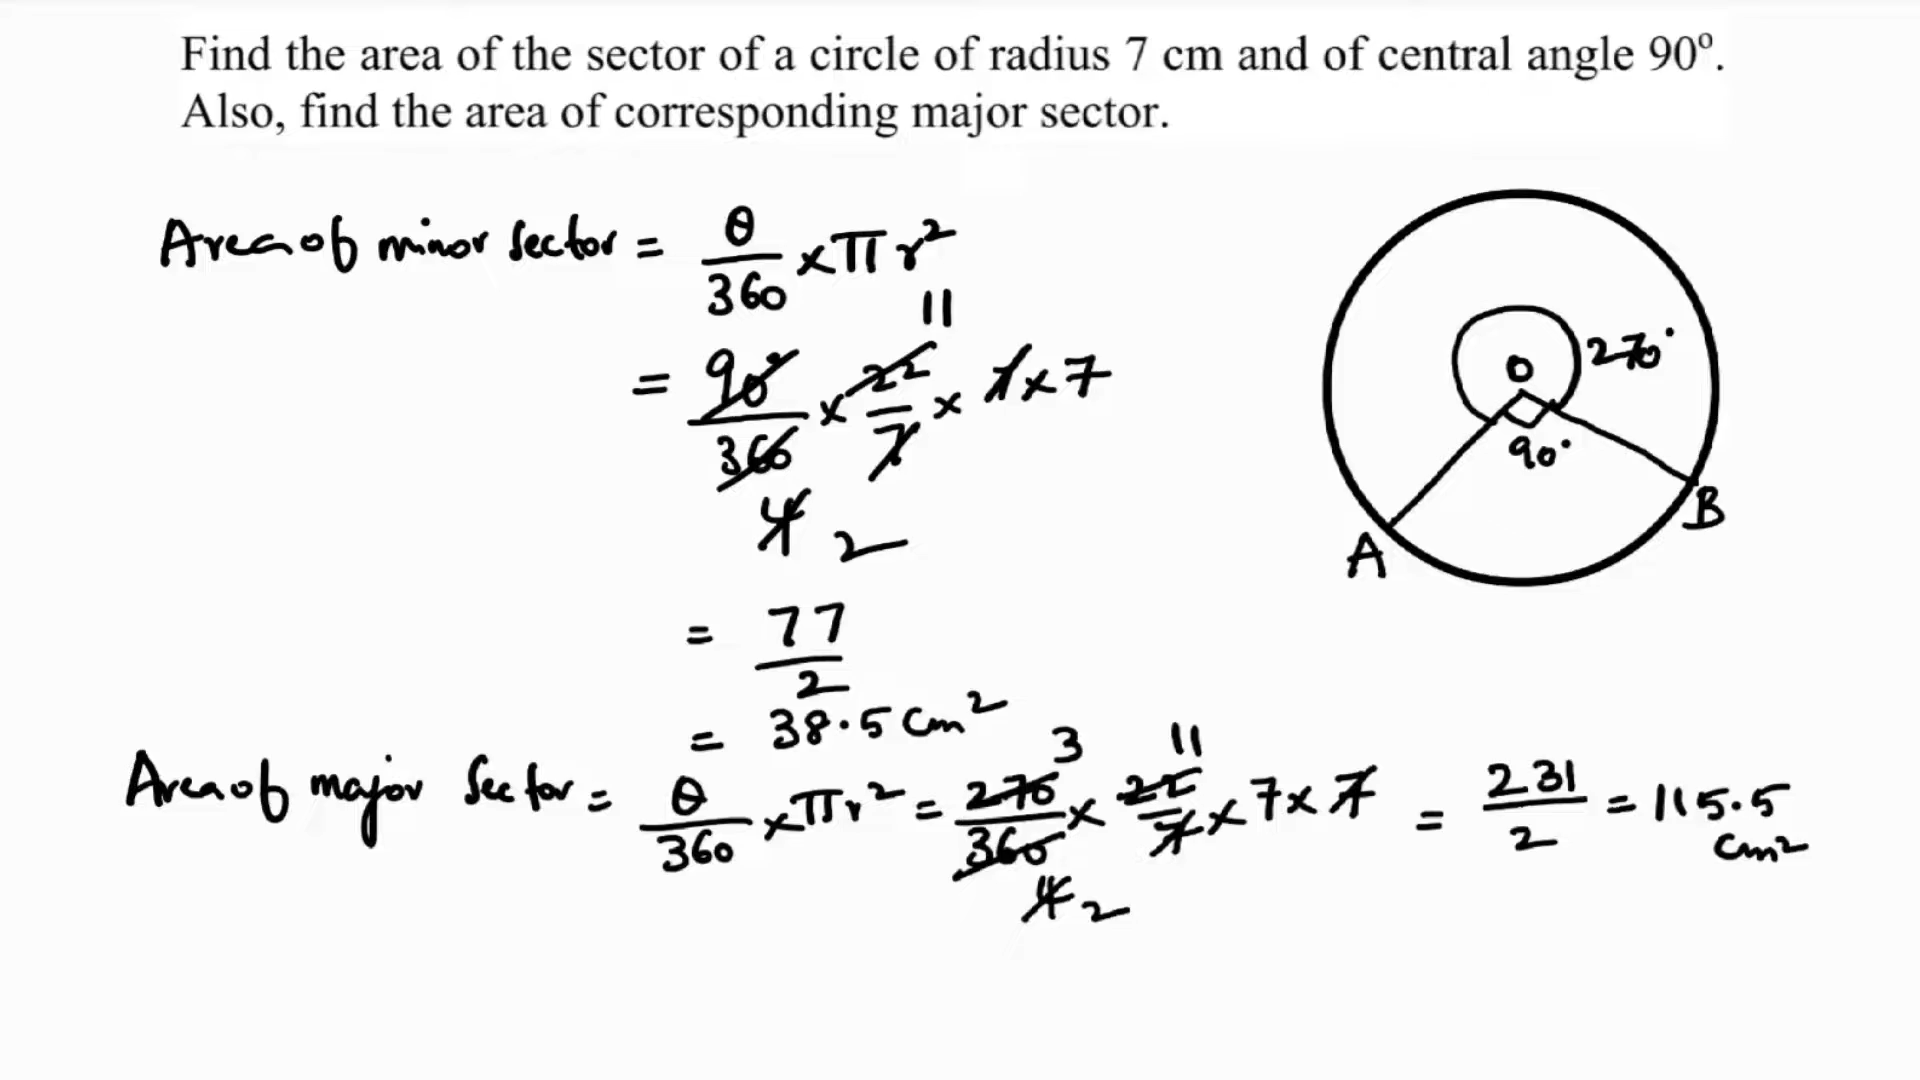 Find the area of the sector of a circle of radius 7 cm and of central angle 90°.
Also, find the area of corresponding major sector.
Area of minor sector = θ/360 × π r²
= 90/360 × 22/7 × 7 × 7
11
4 2
= 77/2
= 38.5 cm²
Area of major sector = θ/360 × πr² = 270/360 × 22/7 × 7 × 7 = 231/2 = 115.5 cm²
3 11
4 2
O
270°
90°
A
B